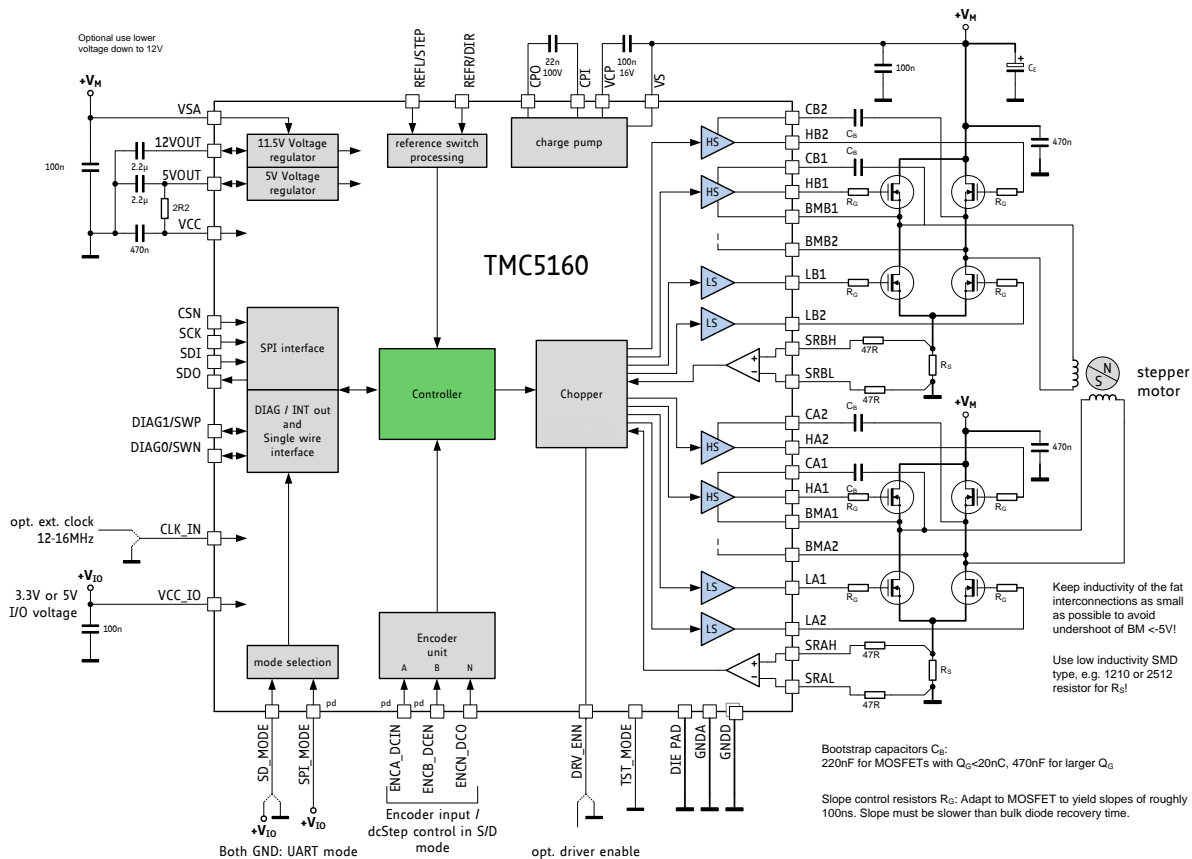 Optional use lower
voltage down to 12V
+VM
REFL/STEP
REFR/DIR
CPO
22n
100V
CPI
VCP
100n
16V
VS
+VM
100n
CE
+
VSA
12VOUT
5VOUT
VCC
100n
2.2µ
2.2µ
2R2
470n
11.5V Voltage
regulator
5V Voltage
regulator
reference switch
processing
charge pump
TMC5160
HS
HS
LS
LS
CB2
HB2
CB1
HB1
BMB1
BMB2
LB1
LB2
SRBH
SRBL
CB
CB
RG
RG
RG
RG
470n
47R
47R
RS
+
−
CSN
SCK
SDI
SDO
DIAG1/SWP
DIAG0/SWN
SPI interface
DIAG / INT out
and
Single wire
interface
Controller
Chopper
N
S
stepper
motor
+VM
CA2
HA2
CA1
HA1
BMA1
BMA2
LA1
LA2
SRAH
SRAL
HS
HS
LS
LS
CB
CB
RG
RG
RG
RG
470n
47R
47R
RS
+
−
opt. ext. clock
12-16MHz
CLK_IN
+VIO
3.3V or 5V
I/O voltage
VCC_IO
100n
mode selection
Encoder
unit
A B N
pd
pd
pd
SD_MODE
SPI_MODE
ENCA_DCIN
ENCB_DCEN
ENCN_DCO
DRV_ENN
TST_MODE
DIE PAD
GNDA
GNDD
+VIO
+VIO
Both GND: UART mode
Encoder input /
dcStep control in S/D
mode
opt. driver enable
Keep inductivity of the fat
interconnections as small
as possible to avoid
undershoot of BM <-5V!
Use low inductivity SMD
type, e.g. 1210 or 2512
resistor for RS!
Bootstrap capacitors CB:
220nF for MOSFETs with QG<20nC, 470nF for larger QG
Slope control resistors RG: Adapt to MOSFET to yield slopes of roughly
100ns. Slope must be slower than bulk diode recovery time.